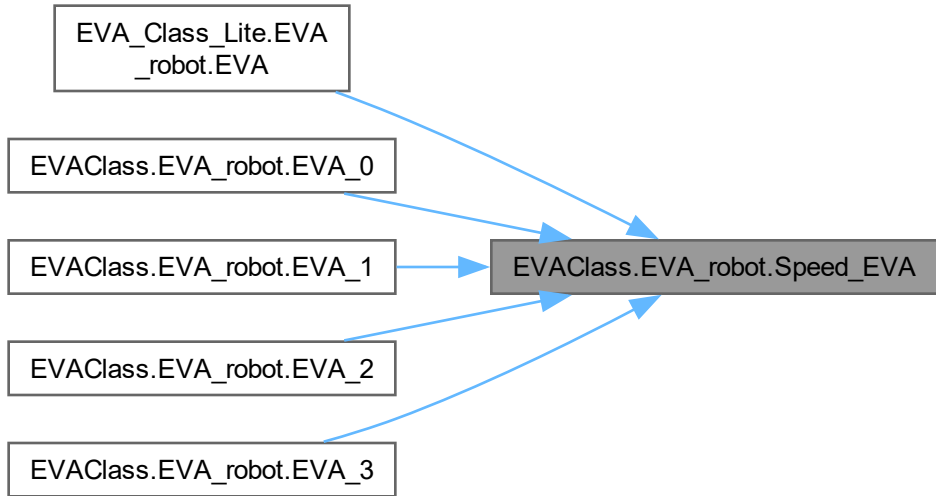 EVA_Class_Lite.EVA
_robot.EVA
EVAClass.EVA_robot.EVA_0
EVAClass.EVA_robot.EVA_1
EVAClass.EVA_robot.Speed_EVA
EVAClass.EVA_robot.EVA_2
EVAClass.EVA_robot.EVA_3